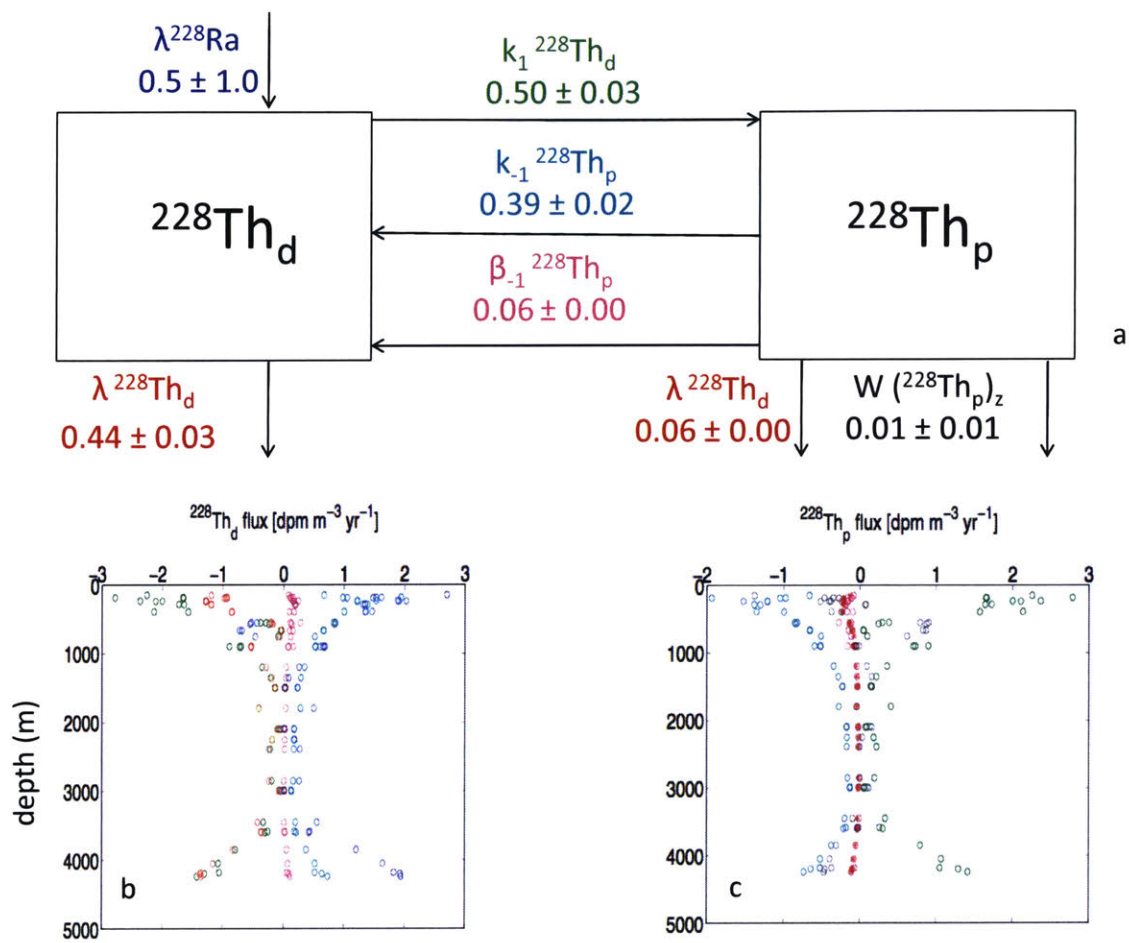 λ²²⁸Ra
0.5 ± 1.0
k₁ ²²⁸Th_d
0.50 ± 0.03
k₋₁ ²²⁸Th_p
0.39 ± 0.02
β₋₁ ²²⁸Th_p
0.06 ± 0.00
²²⁸Th_d
²²⁸Th_p
a
λ ²²⁸Th_d
0.44 ± 0.03
λ ²²⁸Th_d
0.06 ± 0.00
W (²²⁸Th_p)_z
0.01 ± 0.01
²²⁸Th_d flux [dpm m⁻³ yr⁻¹]
−3 −2 −1 0 1 2 3
0
1000
2000
3000
4000
5000
depth (m)
b
²²⁸Th_p flux [dpm m⁻³ yr⁻¹]
−2 −1 0 1 2 3
0
1000
2000
3000
4000
5000
c